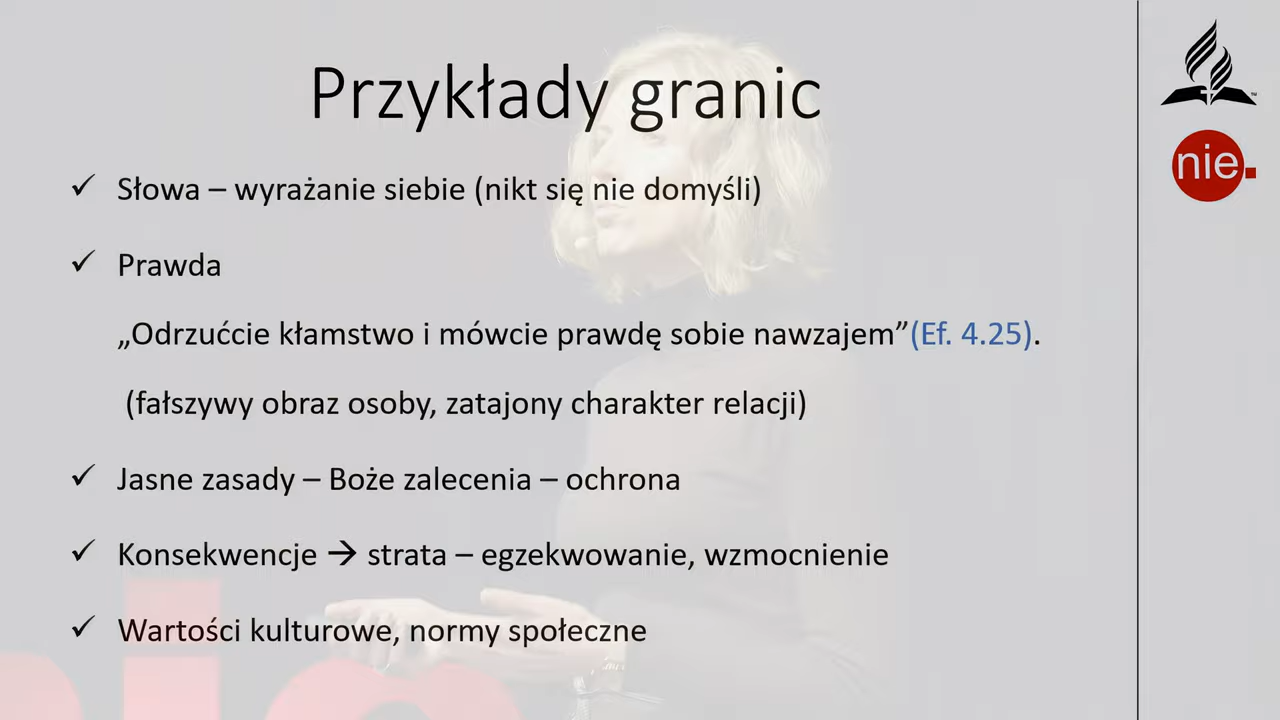 Przykłady granic
✓ Słowa – wyrażanie siebie (nikt się nie domyśli)
✓ Prawda
„Odrzućcie kłamstwo i mówcie prawdę sobie nawzajem”(Ef. 4.25).
(fałszywy obraz osoby, zatajony charakter relacji)
✓ Jasne zasady – Boże zalecenia – ochrona
✓ Konsekwencje → strata – egzekwowanie, wzmocnienie
✓ Wartości kulturowe, normy społeczne
nie.